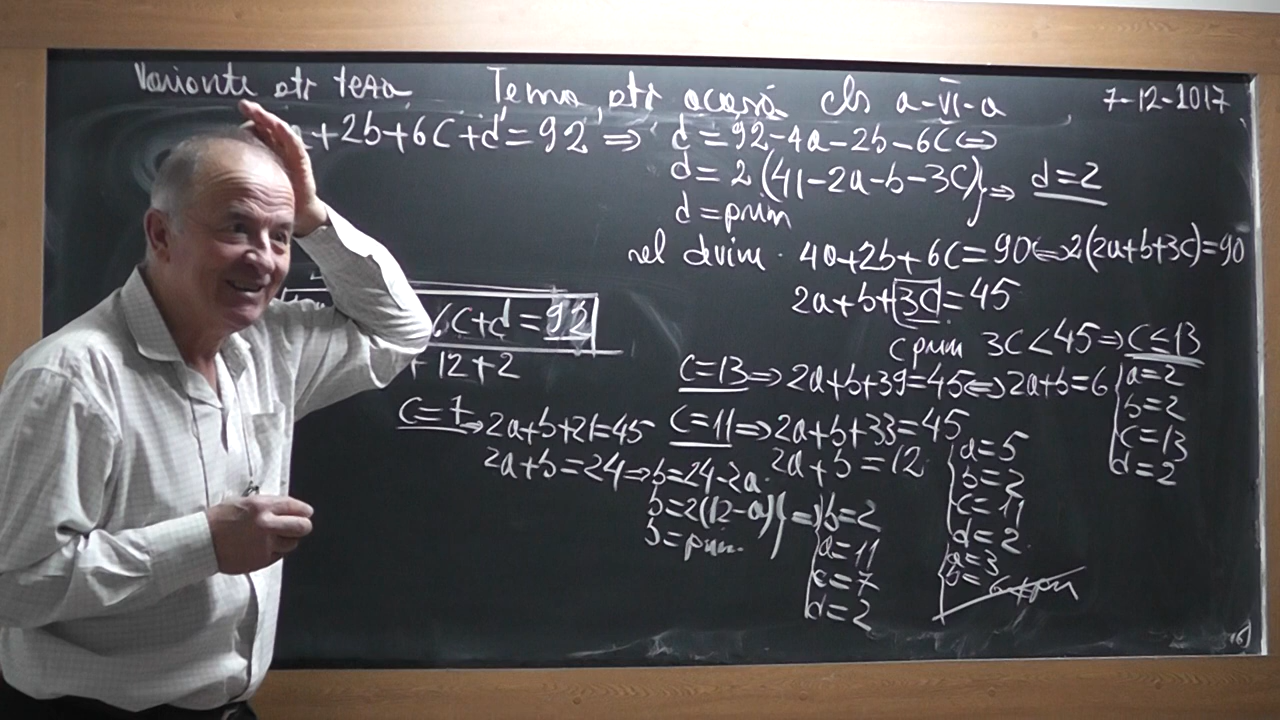 Variante ptr teza Tema ptr acasă cls a-VI-a 7-12-2017
a+2b+6c+d=92 ⇒ d=92-4a-2b-6c⇔
d=2(41-2a-b-3c)} ⇒ d=2
d=prim
rel devine. 4a+2b+6c=90⇔2(2a+b+3c)=90
2a+b+3c=45
6c+d=92
c prim 3c<45⇒c≤13
+12+2
c=13⇒2a+b+39=45⇔2a+b=6 { a=2
b=2
c=13
d=2
c=7⇒2a+b+21=45
2a+b=24⇒b=24-2a
b=2(12-a)} ⇒ { b=2
b=prim.
a=11
c=7
d=2
c=11⇒2a+b+33=45
2a+b=12
{ a=5
b=2
c=11
d=2
{ a=3
b=6≠prim